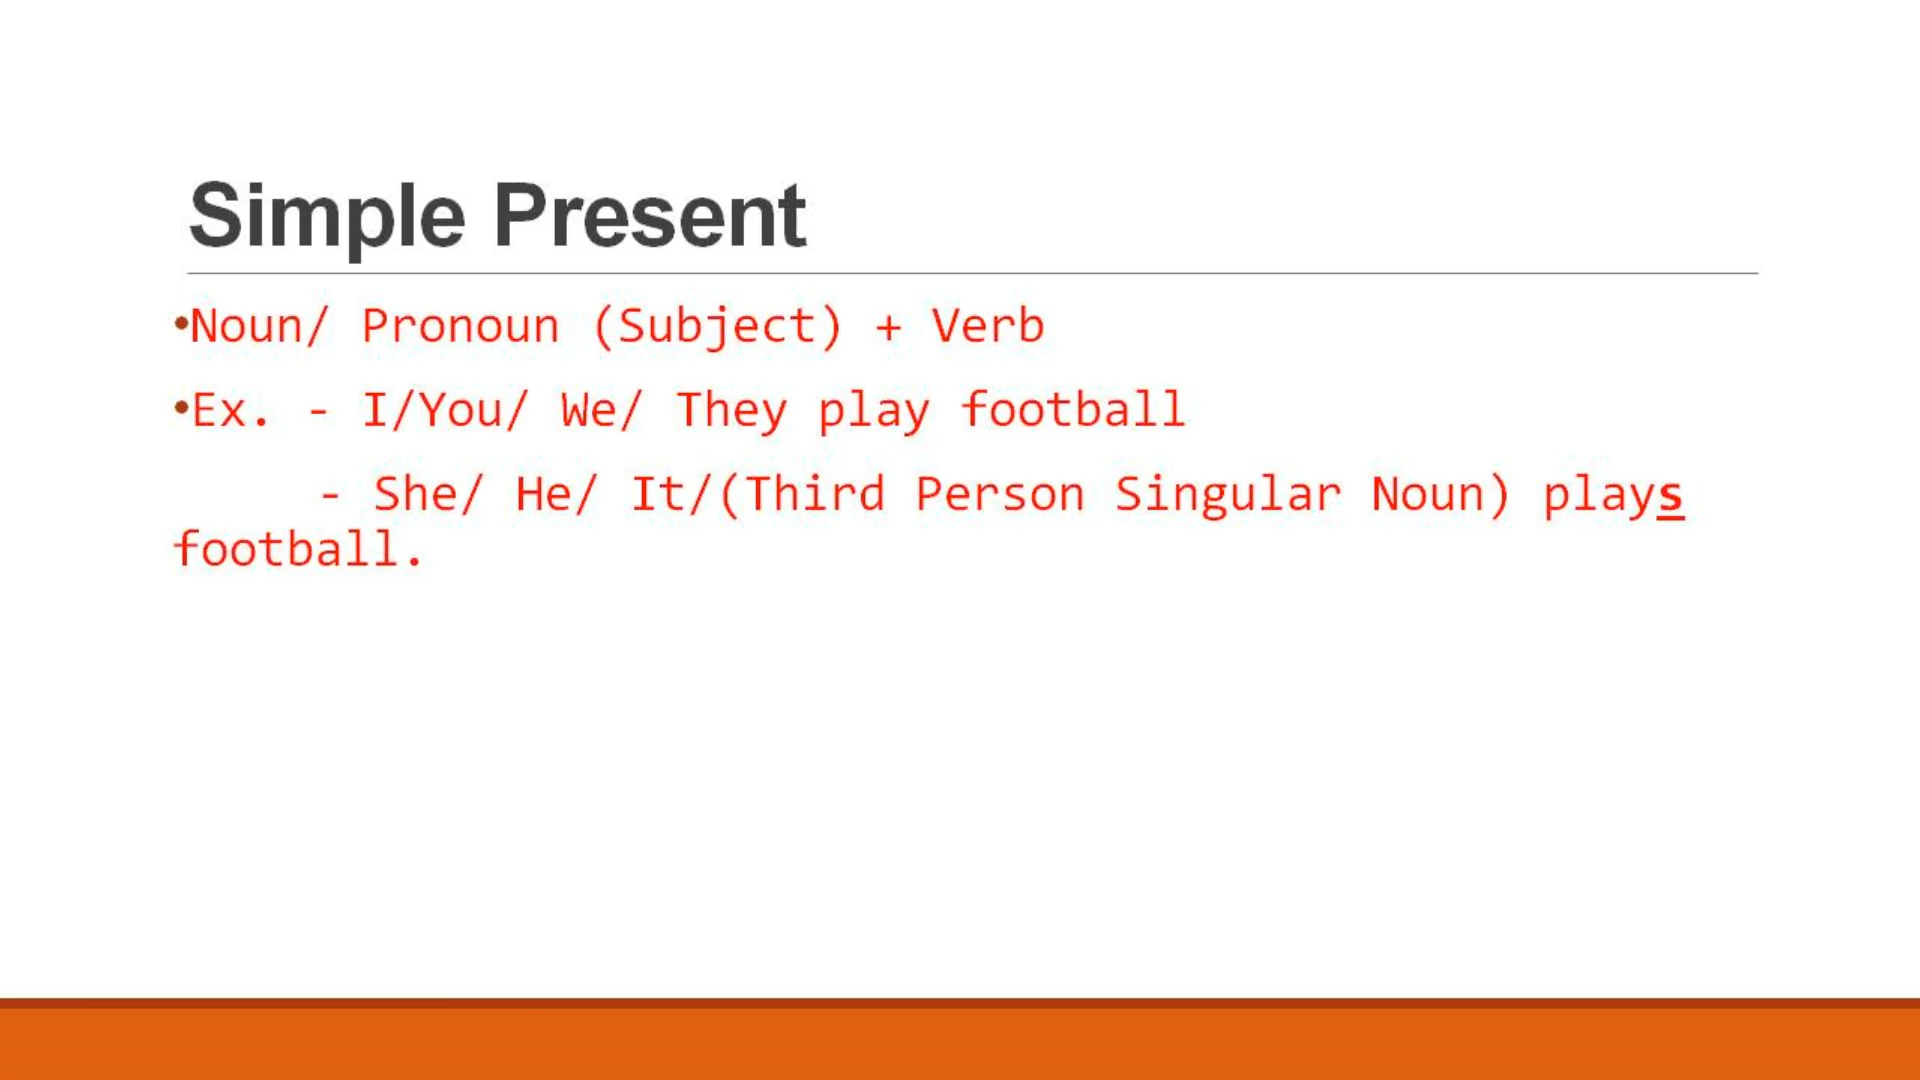 Simple Present
•Noun/ Pronoun (Subject) + Verb
•Ex. - I/You/ We/ They play football
- She/ He/ It/(Third Person Singular Noun) plays
football.